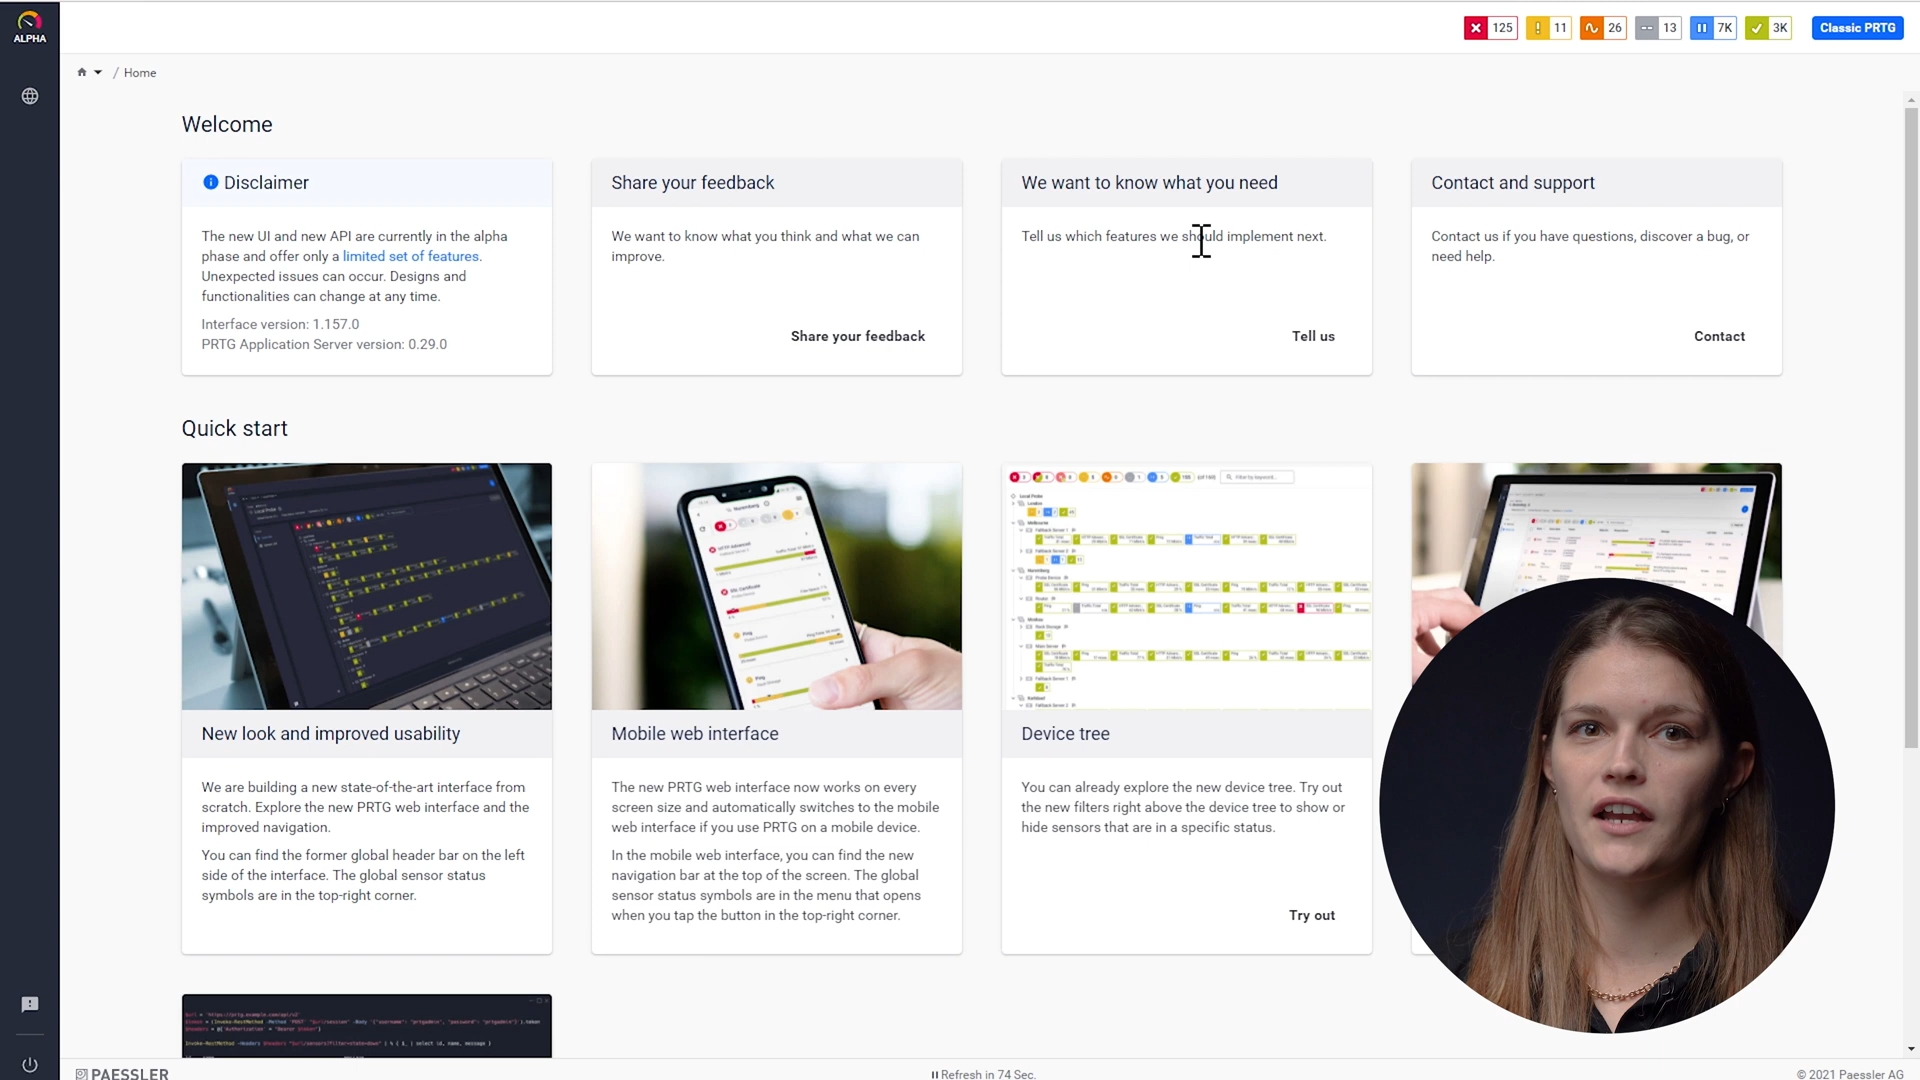 ALPHA
125
11
26
13
7K
3K
Classic PRTG
/ Home
Welcome
Disclaimer
The new UI and new API are currently in the alpha
phase and offer only a limited set of features.
Unexpected issues can occur. Designs and
functionalities can change at any time.
Interface version: 1.157.0
PRTG Application Server version: 0.29.0
Share your feedback
We want to know what you think and what we can
improve.
Share your feedback
We want to know what you need
Tell us which features we should implement next.
Tell us
Contact and support
Contact us if you have questions, discover a bug, or
need help.
Contact
Quick start
New look and improved usability
We are building a new state-of-the-art interface from
scratch. Explore the new PRTG web interface and the
improved navigation.
You can find the former global header bar on the left
side of the interface. The global sensor status
symbols are in the top-right corner.
Mobile web interface
The new PRTG web interface now works on every
screen size and automatically switches to the mobile
web interface if you use PRTG on a mobile device.
In the mobile web interface, you can find the new
navigation bar at the top of the screen. The global
sensor status symbols are in the menu that opens
when you tap the button in the top-right corner.
Device tree
You can already explore the new device tree. Try out
the new filters right above the device tree to show or
hide sensors that are in a specific status.
Try out
PAESSLER
Refresh in 74 Sec.
© 2021 Paessler AG